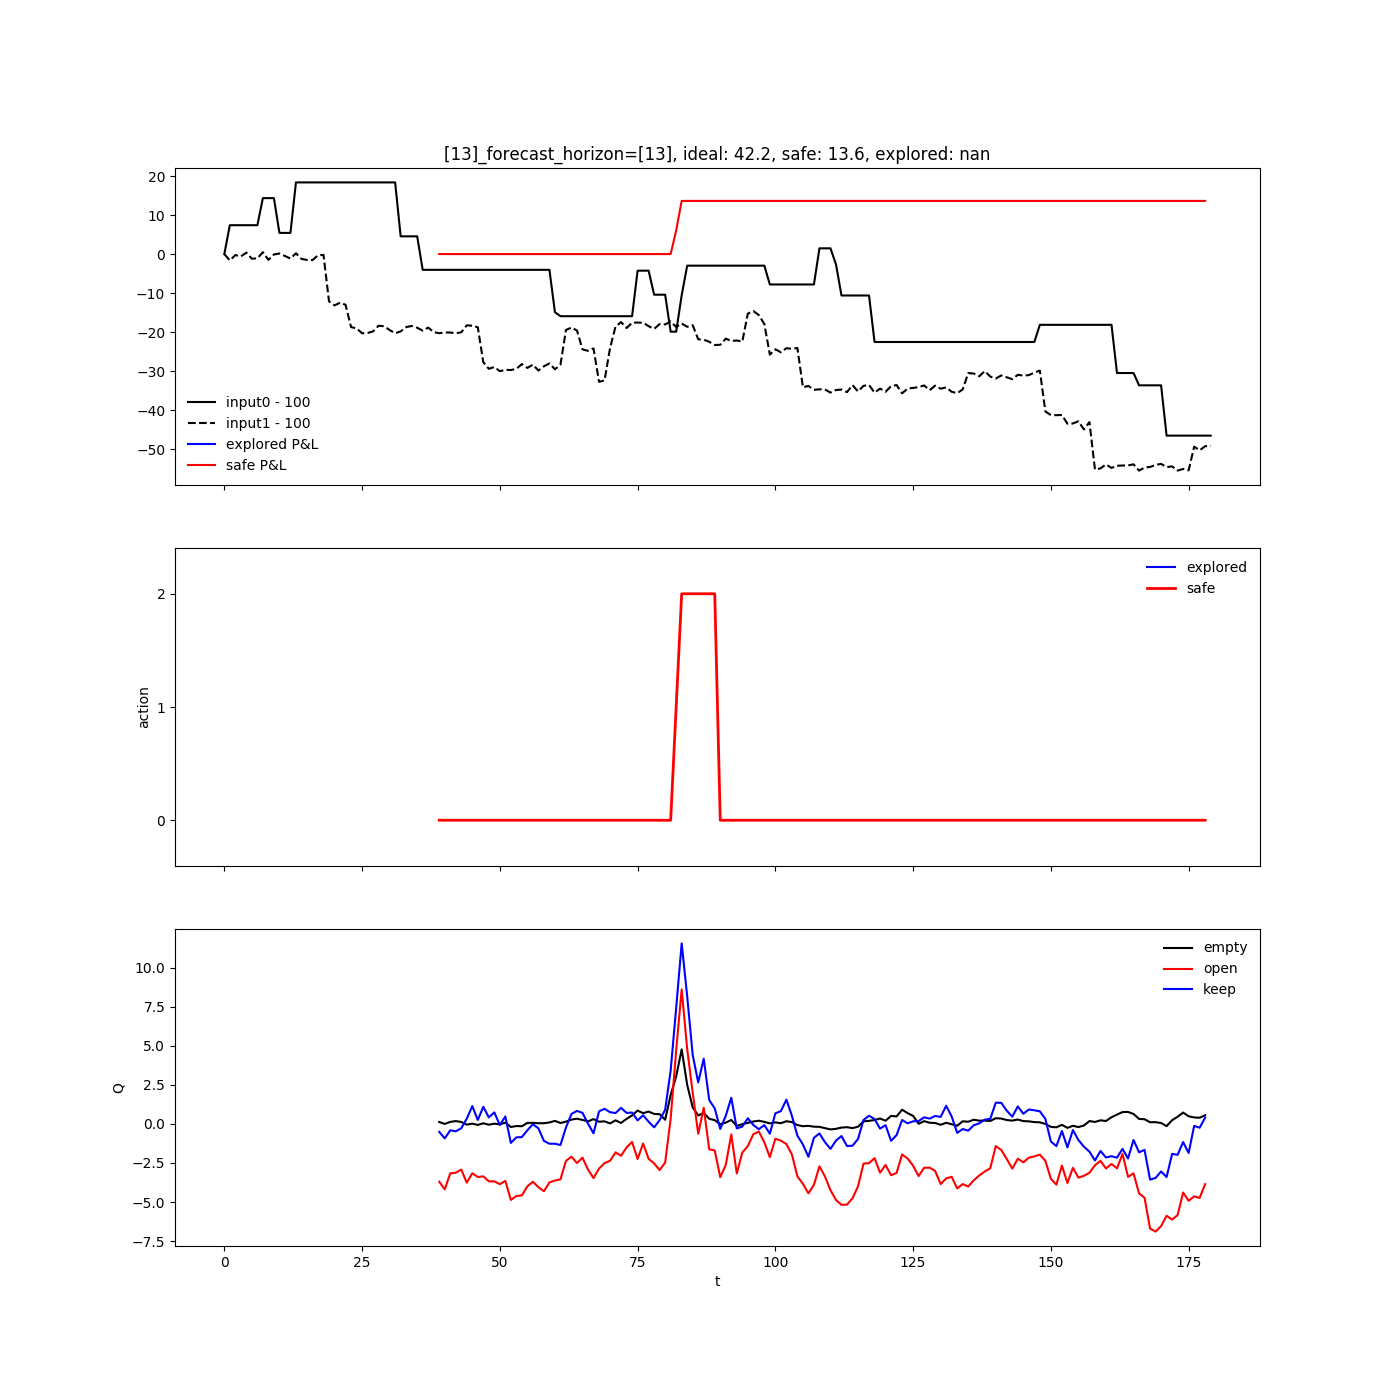 [13]_forecast_horizon=[13], ideal: 42.2, safe: 13.6, explored: nan
20
10
0
−10
−20
−30
−40
−50
input0 - 100
input1 - 100
explored P&L
safe P&L
2
1
0
action
explored
safe
10.0
7.5
5.0
2.5
0.0
−2.5
−5.0
−7.5
Q
empty
open
keep
0 25 50 75 100 125 150 175
t